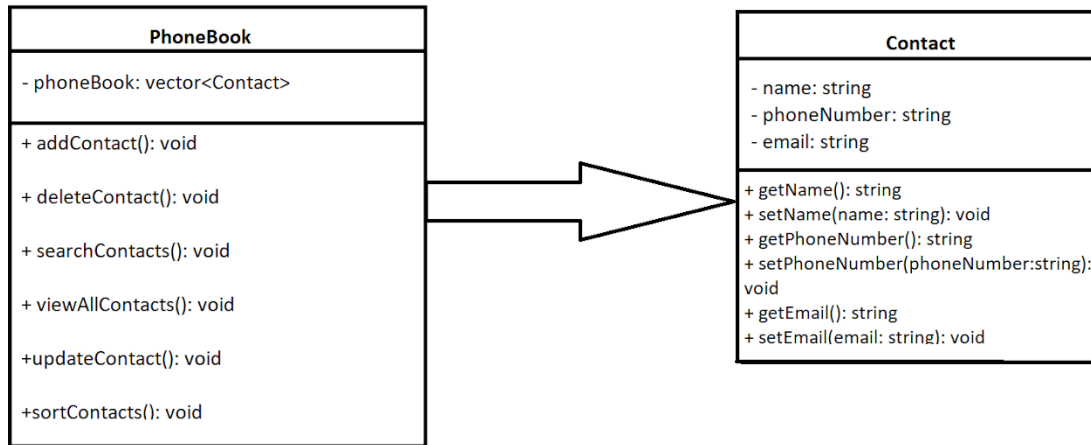 PhoneBook
- phoneBook: vector<Contact>
+ addContact(): void
+ deleteContact(): void
+ searchContacts(): void
+ viewAllContacts(): void
+updateContact(): void
+sortContacts(): void
Contact
- name: string
- phoneNumber: string
- email: string
+ getName(): string
+ setName(name: string): void
+ getPhoneNumber(): string
+ setPhoneNumber(phoneNumber:string):
void
+ getEmail(): string
+ setEmail(email: string): void